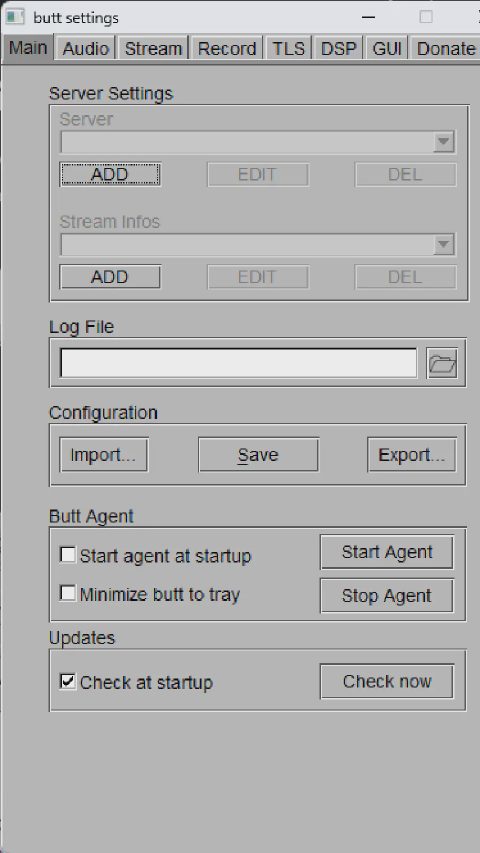 butt settings
Main Audio Stream Record TLS DSP GUI Donate
Server Settings
Server
ADD EDIT DEL
Stream Infos
ADD EDIT DEL
Log File
Configuration
Import... Save Export...
Butt Agent
Start agent at startup Start Agent
Minimize butt to tray Stop Agent
Updates
Check at startup Check now